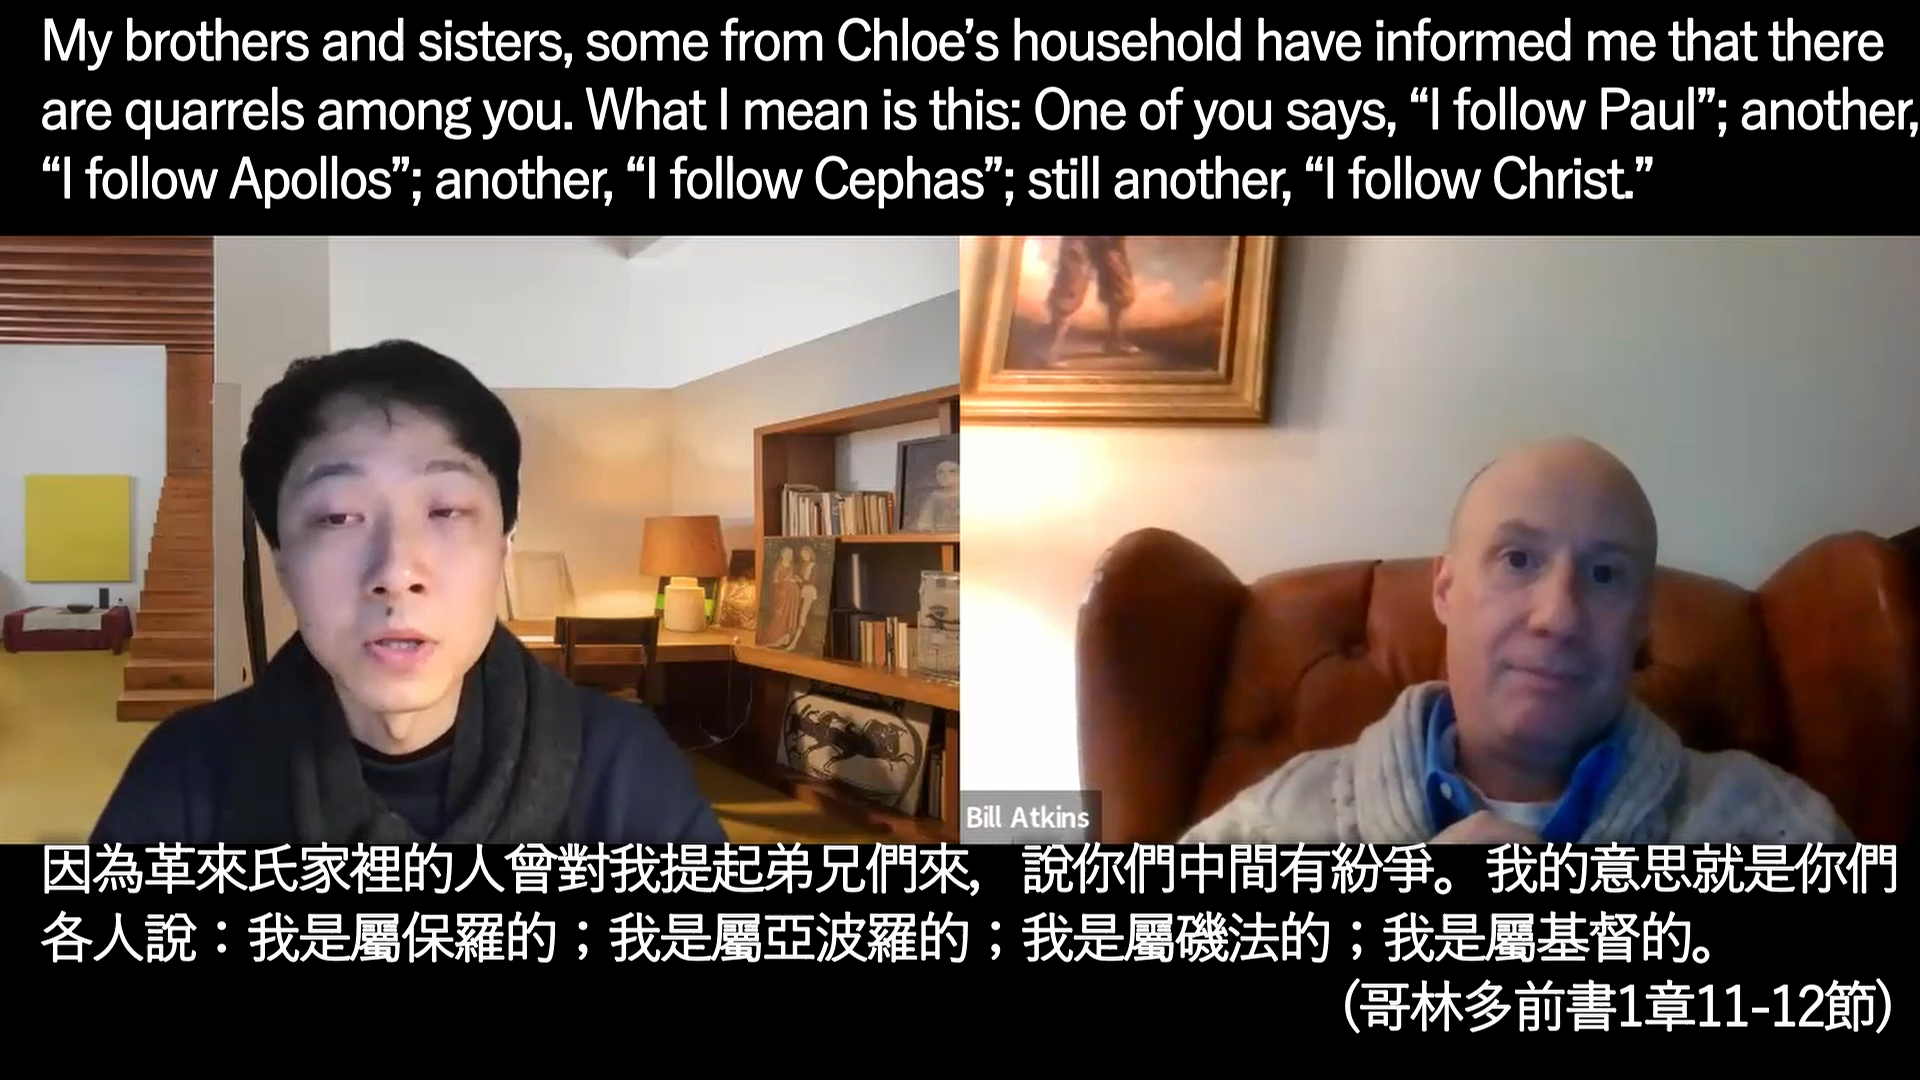 My brothers and sisters, some from Chloe’s household have informed me that there
are quarrels among you. What I mean is this: One of you says, “I follow Paul”; another,
“I follow Apollos”; another, “I follow Cephas”; still another, “I follow Christ.”
Bill Atkins
因為革來氏家裡的人曾對我提起弟兄們來，說你們中間有紛爭。我的意思就是你們
各人說：我是屬保羅的；我是屬亞波羅的；我是屬磯法的；我是屬基督的。
(哥林多前書1章11-12節)